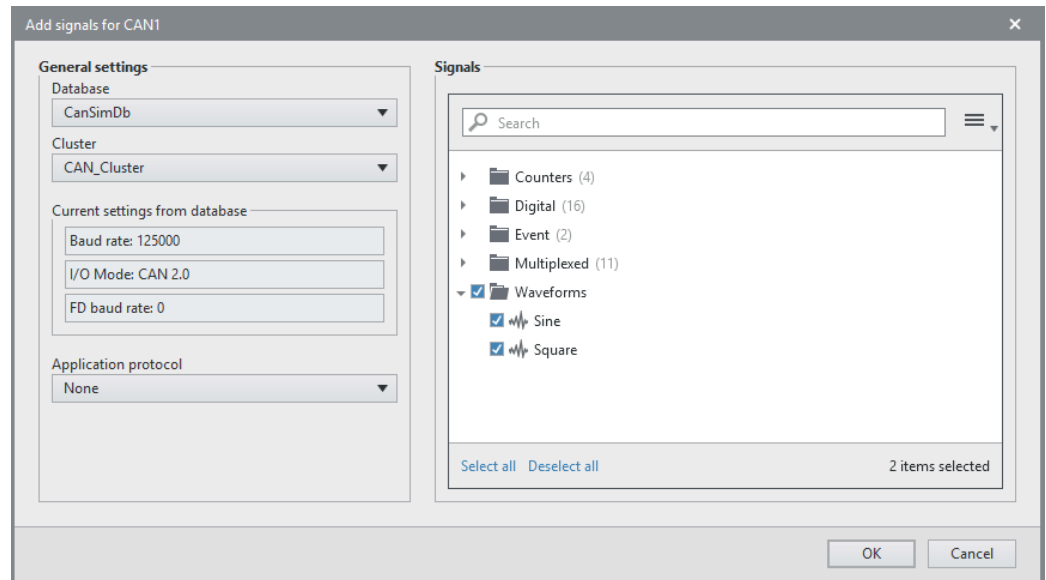 Add signals for CAN1
General settings
Database
CanSimDb
Cluster
CAN_Cluster
Current settings from database
Baud rate: 125000
I/O Mode: CAN 2.0
FD baud rate: 0
Application protocol
None
Signals
Search
Counters (4)
Digital (16)
Event (2)
Multiplexed (11)
Waveforms
Sine
Square
Select all Deselect all 2 items selected
OK Cancel